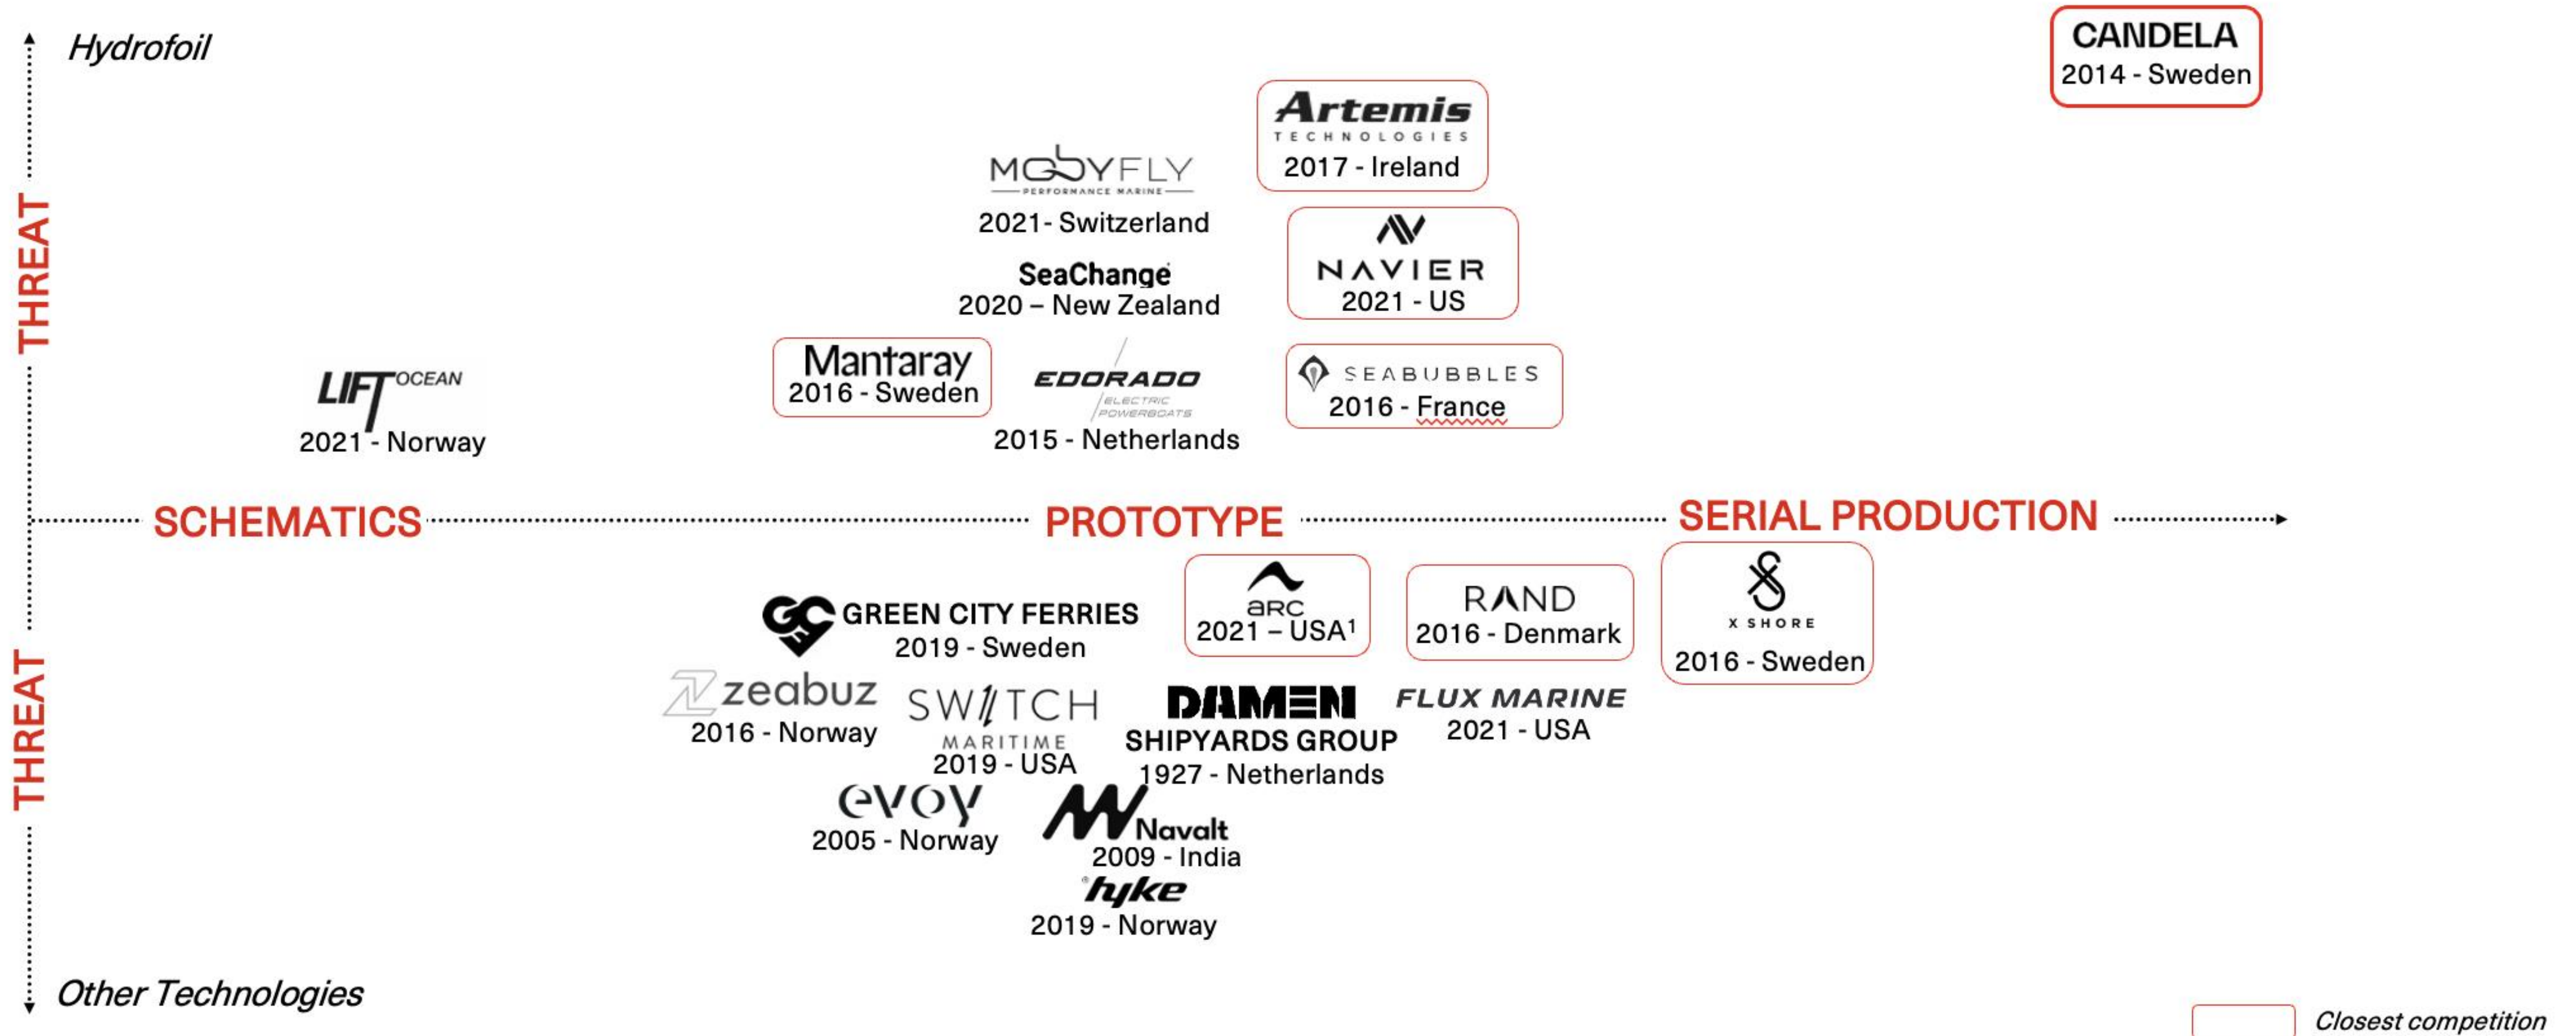 Hydrofoil
CANDELA
2014 - Sweden
Artemis
TECHNOLOGIES
2017 - Ireland
MOBYFLY
PERFORMANCE MARINE
2021- Switzerland
NAVIER
2021 - US
SeaChange
2020 – New Zealand
THREAT
Mantaray
2016 - Sweden
EDORADO
ELECTRIC
POWERBOATS
2015 - Netherlands
SEABUBBLES
2016 - France
LIFT OCEAN
2021 - Norway
SCHEMATICS
PROTOTYPE
SERIAL PRODUCTION
GCF
GREEN CITY FERRIES
2019 - Sweden
arc
2021 – USA¹
RAND
2016 - Denmark
X SHORE
2016 - Sweden
THREAT
zeabuz
2016 - Norway
SWITCH
MARITIME
2019 - USA
DAMEN
SHIPYARDS GROUP
1927 - Netherlands
FLUX MARINE
2021 - USA
evoy
2005 - Norway
Navalt
2009 - India
hyke
2019 - Norway
Other Technologies
Closest competition